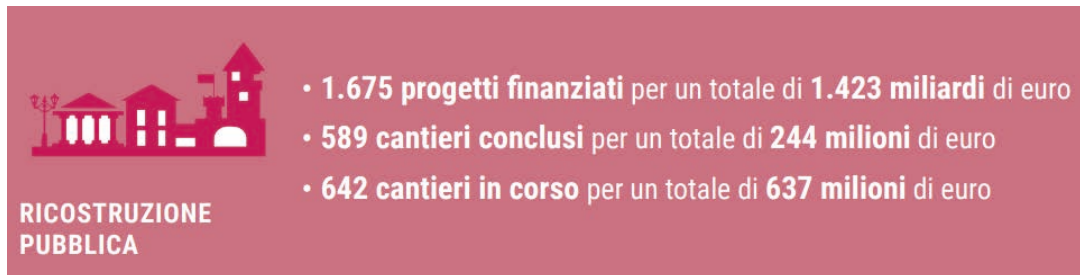 • 1.675 progetti finanziati per un totale di 1.423 miliardi di euro
• 589 cantieri conclusi per un totale di 244 milioni di euro
• 642 cantieri in corso per un totale di 637 milioni di euro
RICOSTRUZIONE
PUBBLICA